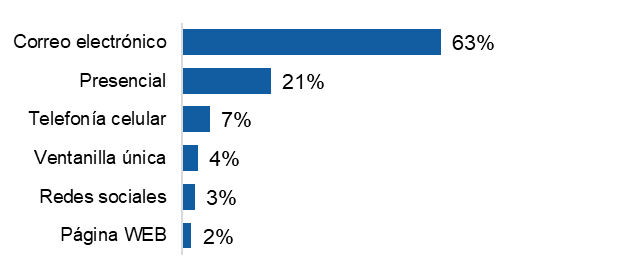 Correo electrónico 63%
Presencial 21%
Telefonía celular 7%
Ventanilla única 4%
Redes sociales 3%
Página WEB 2%